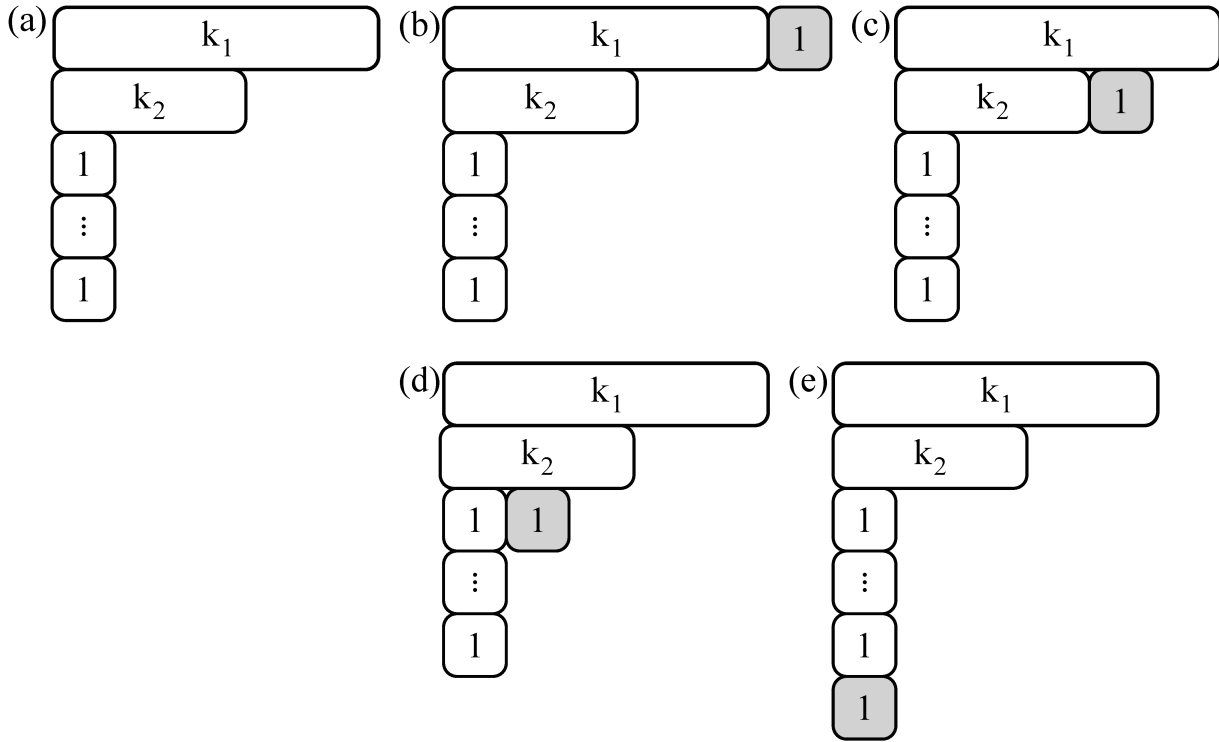 (a) k₁ (b) k₁ 1 (c) k₁
k₂ k₂ k₂ 1
1 1 1
⋮ ⋮ ⋮
1 1 1
(d) k₁ (e) k₁
k₂ k₂
1 1 1
⋮ ⋮
1 1
1